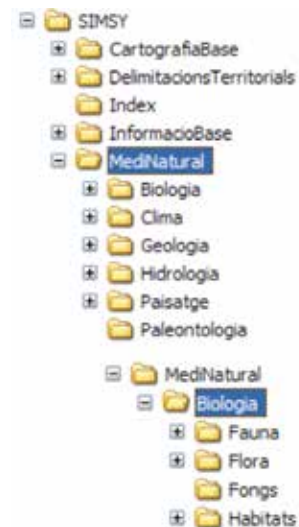 SIMSY
CartografiaBase
DelimitacionsTerritorials
Index
InformacioBase
MediNatural
Biologia
Clima
Geologia
Hidrologia
Paisatge
Paleontologia
MediNatural
Biologia
Fauna
Flora
Fongs
Habitats